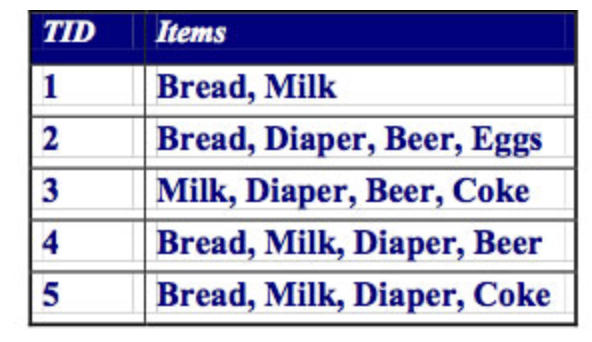 TID Items
1 Bread, Milk
2 Bread, Diaper, Beer, Eggs
3 Milk, Diaper, Beer, Coke
4 Bread, Milk, Diaper, Beer
5 Bread, Milk, Diaper, Coke